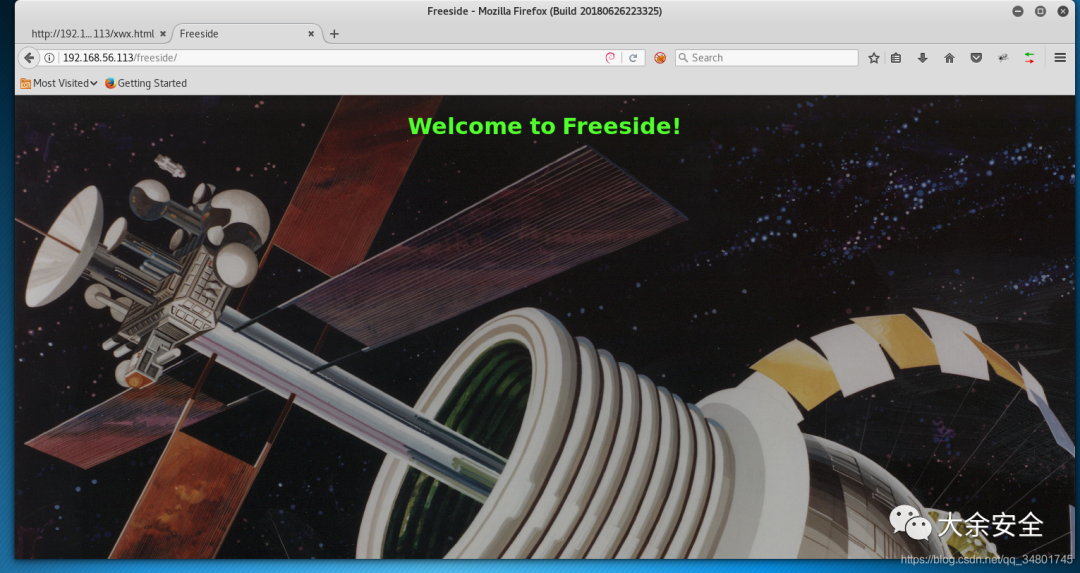 Freeside - Mozilla Firefox (Build 20180626223325)
http://192.1...113/xwx.html
Freeside
192.168.56.113/freeside/
Search
Most Visited
Getting Started
Welcome to Freeside!
大余安全
https://blog.csdn.net/qq_34801745